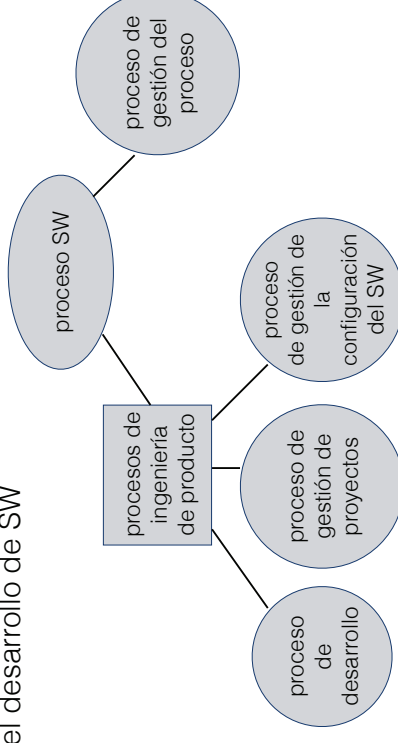 el desarrollo de SW
proceso SW
procesos de
ingeniería
de producto
proceso de
gestión del
proceso
proceso
de
desarrollo
proceso de
gestión de
proyectos
proceso
de gestión de
la
configuración
del SW